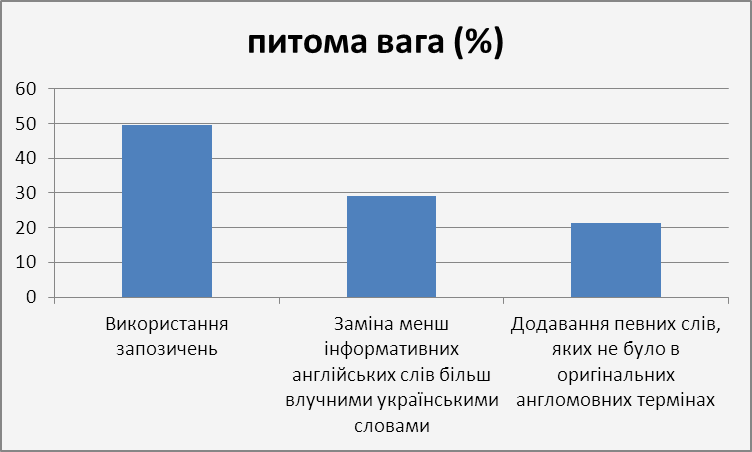 питома вага (%)
60
50
40
30
20
10
0
Використання
запозичень
Заміна менш
інформативних
англійських слів більш
влучними українськими
словами
Додавання певних слів,
яких не було в
оригінальних
англомовних термінах